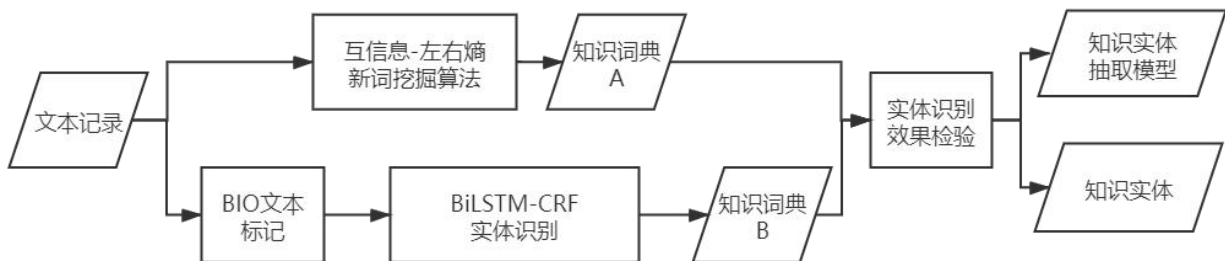 文本记录
互信息-左右熵
新词挖掘算法
知识词典
A
BIO文本
标记
BiLSTM-CRF
实体识别
知识词典
B
实体识别
效果检验
知识实体
抽取模型
知识实体